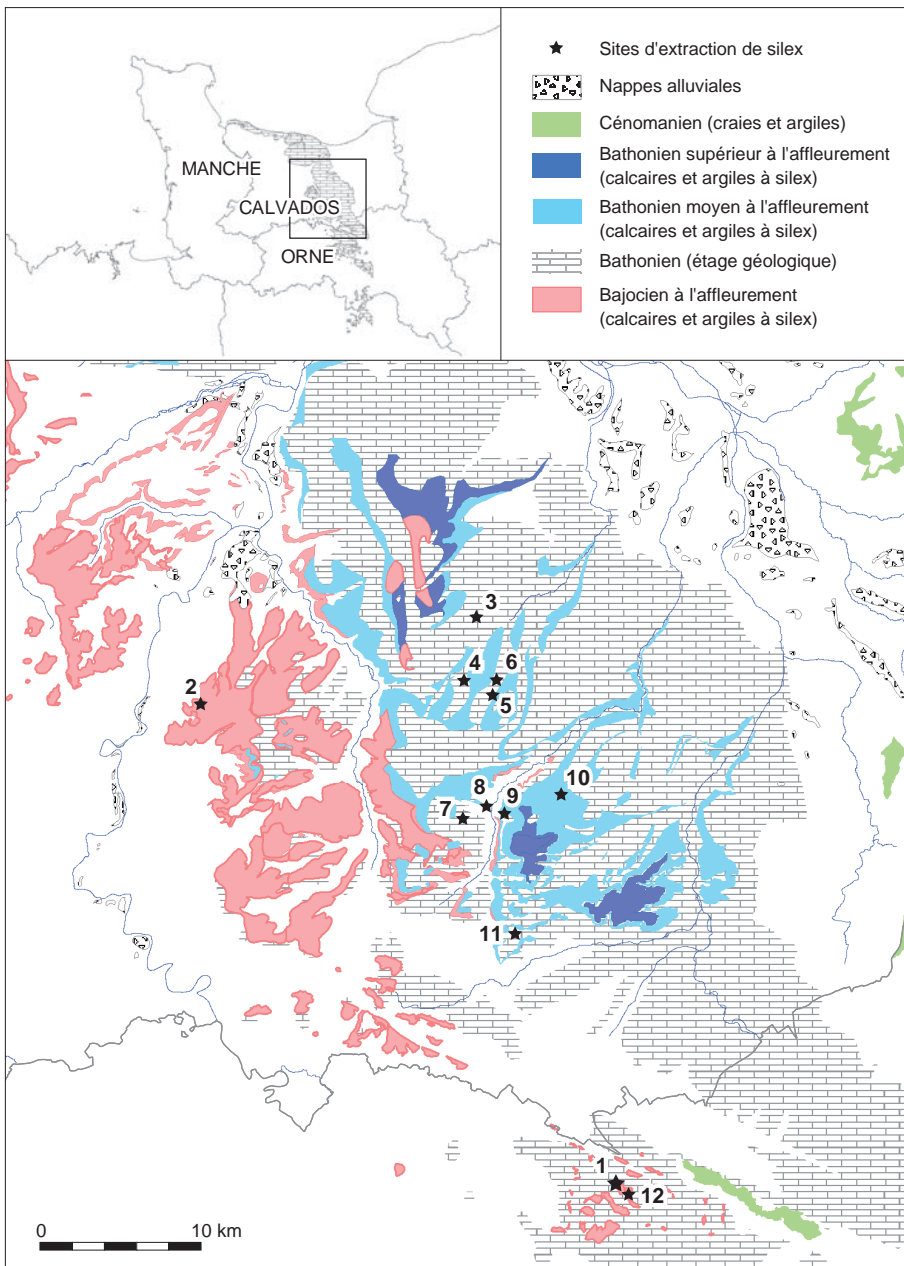 MANCHE
CALVADOS
ORNE
Sites d'extraction de silex
Nappes alluviales
Cénomanien (craies et argiles)
Bathonien supérieur à l'affleurement
(calcaires et argiles à silex)
Bathonien moyen à l'affleurement
(calcaires et argiles à silex)
Bathonien (étage géologique)
Bajocien à l'affleurement
(calcaires et argiles à silex)
3
4
6
2
5
10
8
9
7
11
1
12
0
10 km